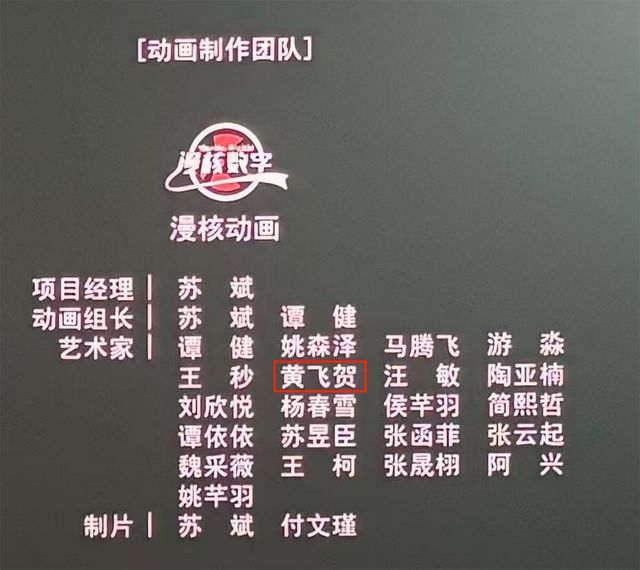 [动画制作团队]
漫核数字
漫核动画
项目经理 | 苏 斌
动画组长 | 苏 斌 谭 健
艺术家 | 谭 健 姚森泽 马腾飞 游 淼
王 秒 黄飞贺 汪 敏 陶亚楠
刘欣悦 杨春雪 侯芊羽 简熙哲
谭依依 苏昱臣 张函菲 张云起
魏采薇 王 柯 张晟栩 阿 兴
姚芊羽
制片 | 苏 斌 付文瑾